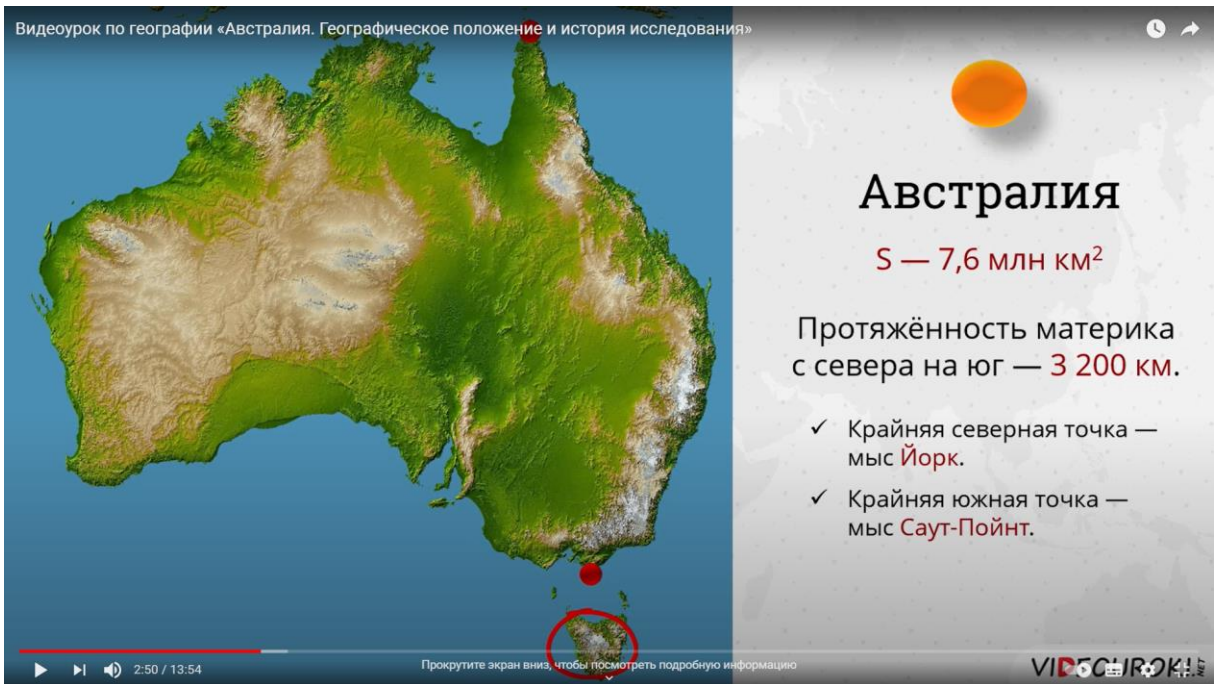 Видеоурок по географии «Австралия. Географическое положение и история исследования»
Австралия
S — 7,6 млн км²
Протяжённость материка
с севера на юг — 3 200 км.
✓ Крайняя северная точка —
мыс Йорк.
✓ Крайняя южная точка —
мыс Саут-Пойнт.
2:50 / 13:54
Прокрутите экран вниз, чтобы посмотреть подробную информацию